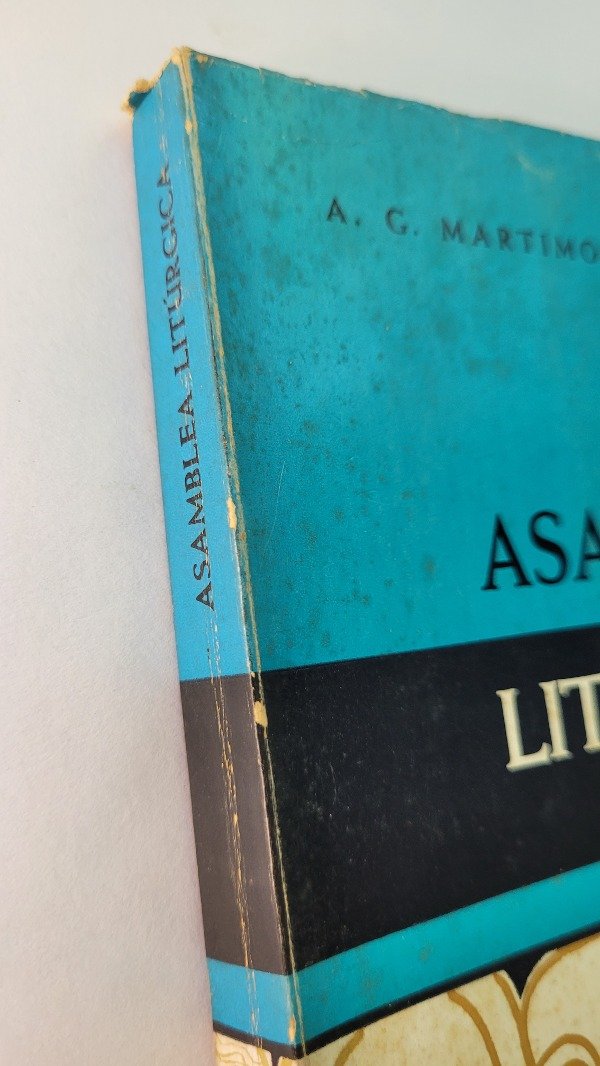 A. G. MARTIMO
ASA
LIT
ASAMBLEA LITÚRGICA